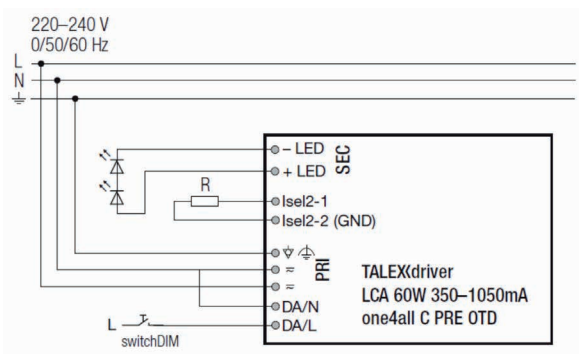 220–240 V
0/50/60 Hz
L
N
– LED
+ LED
SEC
R
Isel2-1
Isel2-2 (GND)
PRI
≂
≂
DA/N
DA/L
L
switchDIM
TALEXXdriver
LCA 60W 350–1050mA
one4all C PRE OTD